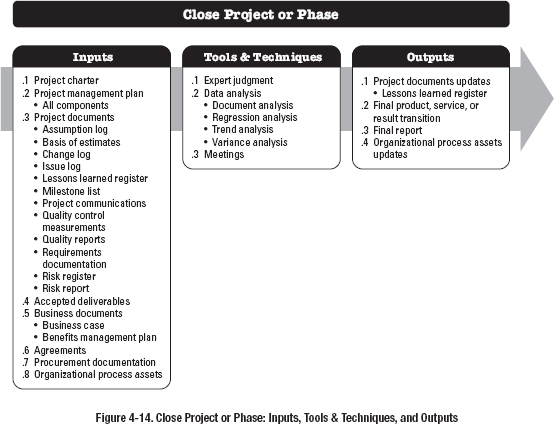 Close Project or Phase
Inputs
.1 Project charter
.2 Project management plan
• All components
.3 Project documents
• Assumption log
• Basis of estimates
• Change log
• Issue log
• Lessons learned register
• Milestone list
• Project communications
• Quality control
measurements
• Quality reports
• Requirements
documentation
• Risk register
• Risk report
.4 Accepted deliverables
.5 Business documents
• Business case
• Benefits management plan
.6 Agreements
.7 Procurement documentation
.8 Organizational process assets
Tools & Techniques
.1 Expert judgment
.2 Data analysis
• Document analysis
• Regression analysis
• Trend analysis
• Variance analysis
.3 Meetings
Outputs
.1 Project documents updates
• Lessons learned register
.2 Final product, service, or
result transition
.3 Final report
.4 Organizational process assets
updates
Figure 4-14. Close Project or Phase: Inputs, Tools & Techniques, and Outputs